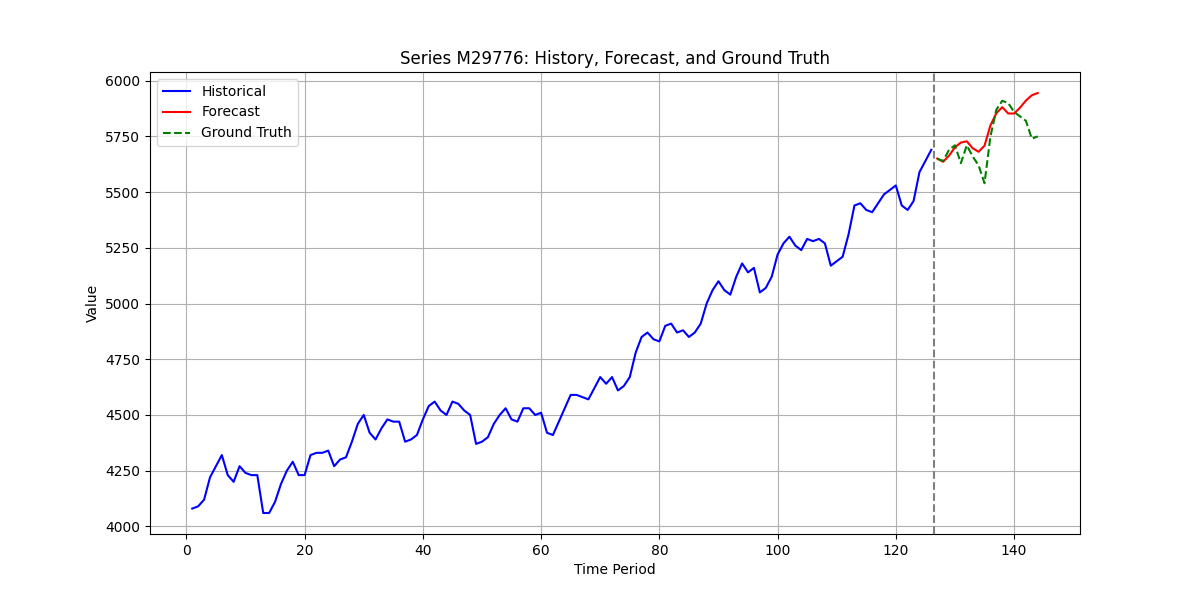 Series M29776: History, Forecast, and Ground Truth
Historical
Forecast
Ground Truth
Value
6000
5750
5500
5250
5000
4750
4500
4250
4000
0 20 40 60 80 100 120 140
Time Period